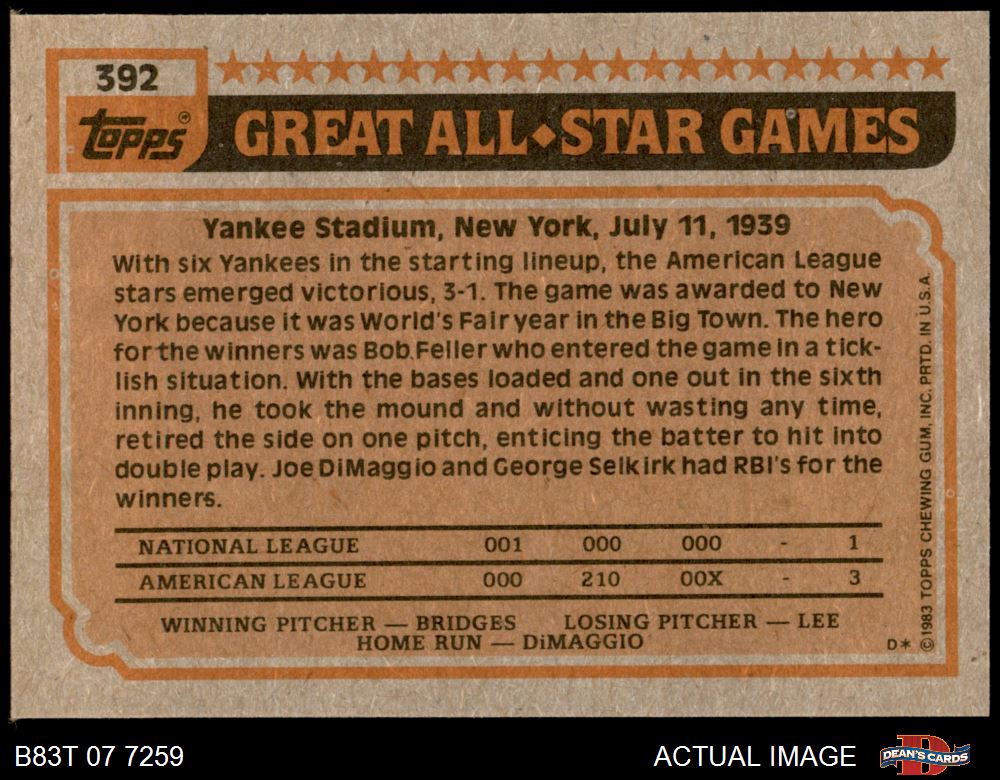 392
topps®
GREAT ALL◆STAR GAMES
Yankee Stadium, New York, July 11, 1939
With six Yankees in the starting lineup, the American League
stars emerged victorious, 3-1. The game was awarded to New
York because it was World's Fair year in the Big Town. The hero
for the winners was Bob Feller who entered the game in a tick-
lish situation. With the bases loaded and one out in the sixth
inning, he took the mound and without wasting any time,
retired the side on one pitch, enticing the batter to hit into
double play. Joe DiMaggio and George Selkirk had RBI's for the
winners.
NATIONAL LEAGUE 001 000 000 - 1
AMERICAN LEAGUE 000 210 00X - 3
WINNING PITCHER — BRIDGES LOSING PITCHER — LEE
HOME RUN — DiMAGGIO
D*
©1983 TOPPS CHEWING GUM, INC. PRTD. IN U.S.A.
B83T 07 7259
ACTUAL IMAGE
DEAN'S CARDS